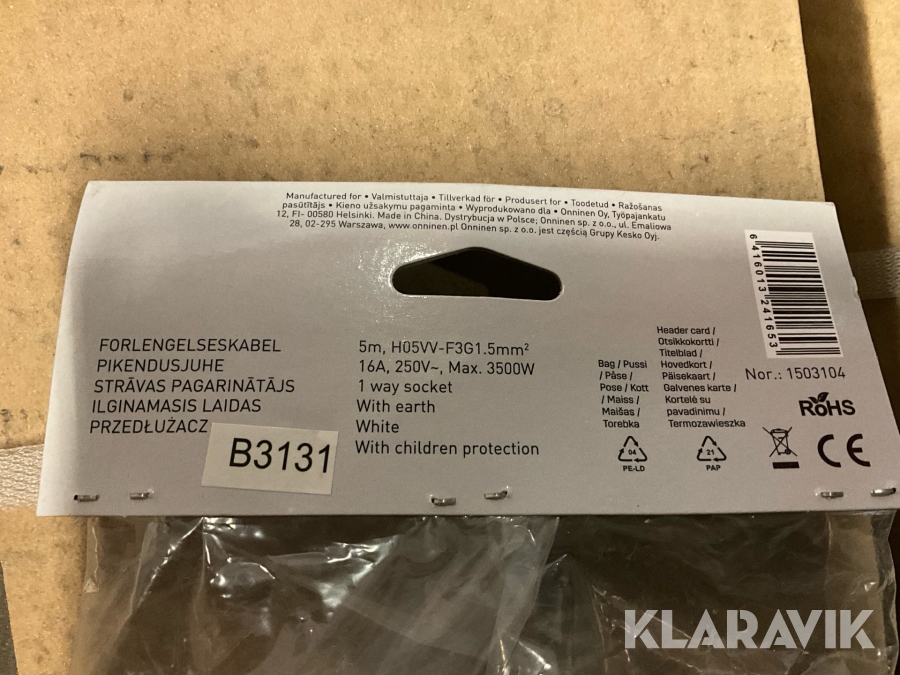 Manufactured for • Valmistuttaja • Tillverkad för • Produsert for • Toodetud • Ražošanas
pasūtītājs • Kieno užsakymu pagaminta • Wyprodukowano dla • Onninen Oy, Työpajankatu
12, FI- 00580 Helsinki. Made in China. Dystrybucja w Polsce; Onninen sp. z o.o., ul. Emaliowa
28, 02-295 Warszawa, www.onninen.pl Onninen sp. z o.o. jest częścią Grupy Kesko Oyj.
6 416013 241653
Nor.: 1503104
FORLENGELSESKABEL
PIKENDUSJUHE
STRĀVAS PAGARINĀTĀJS
ILGINAMASIS LAIDAS
PRZEDŁUŻACZ
B3131
5m, H05VV-F3G1.5mm²
16A, 250V~, Max. 3500W
1 way socket
With earth
White
With children protection
Bag / Pussi
/ Påse /
Pose / Kott
/ Maiss /
Maišas /
Torebka
04
PE-LD
Header card /
Otsikkokortti /
Titelblad /
Hovedkort /
Päisekaart /
Galvenes karte /
Kortelė su
pavadinimu /
Termozawieszka
21
PAP
RoHS
CE
KLARAVIK